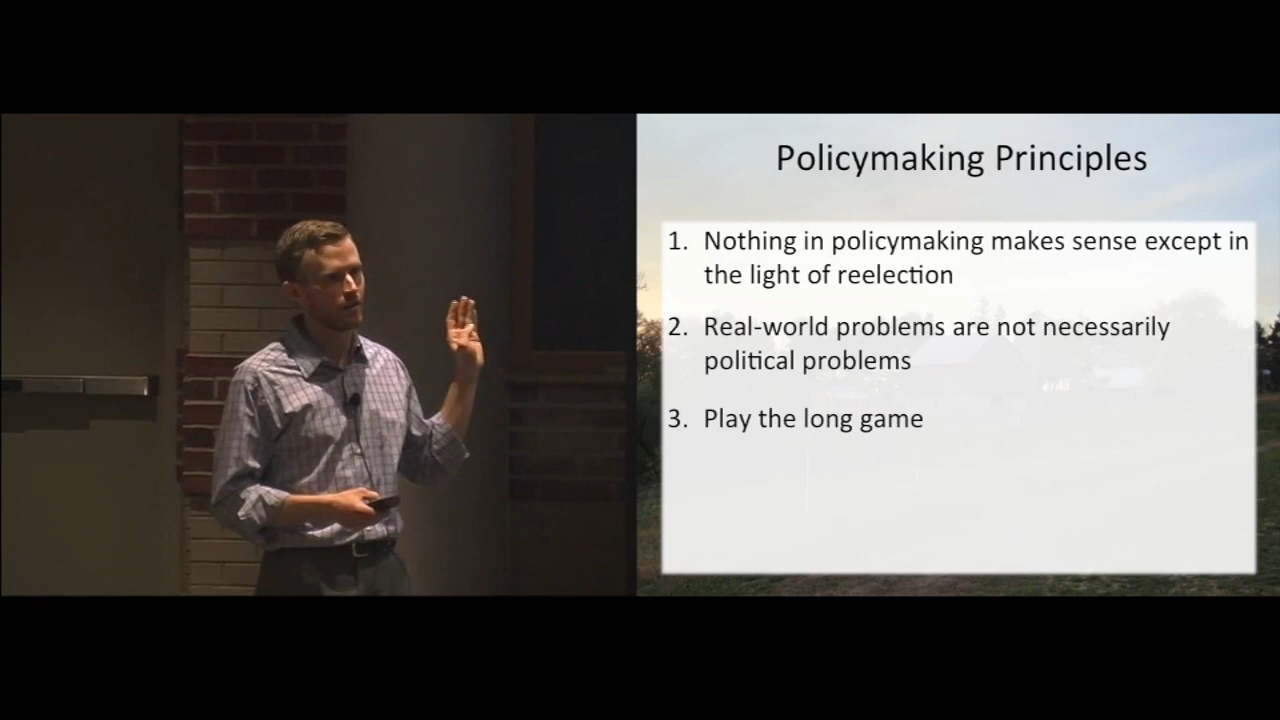 Policymaking Principles
1. Nothing in policymaking makes sense except in
the light of reelection
2. Real-world problems are not necessarily
political problems
3. Play the long game